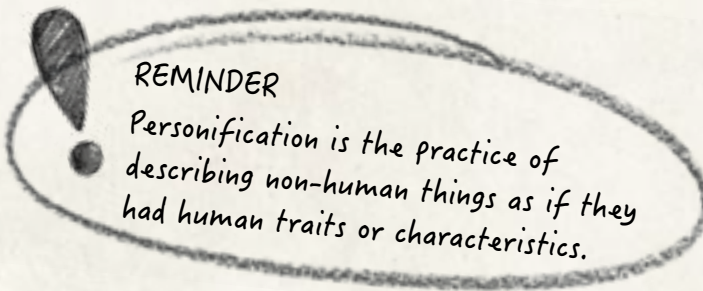 REMINDER
Personification is the practice of
describing non-human things as if they
had human traits or characteristics.